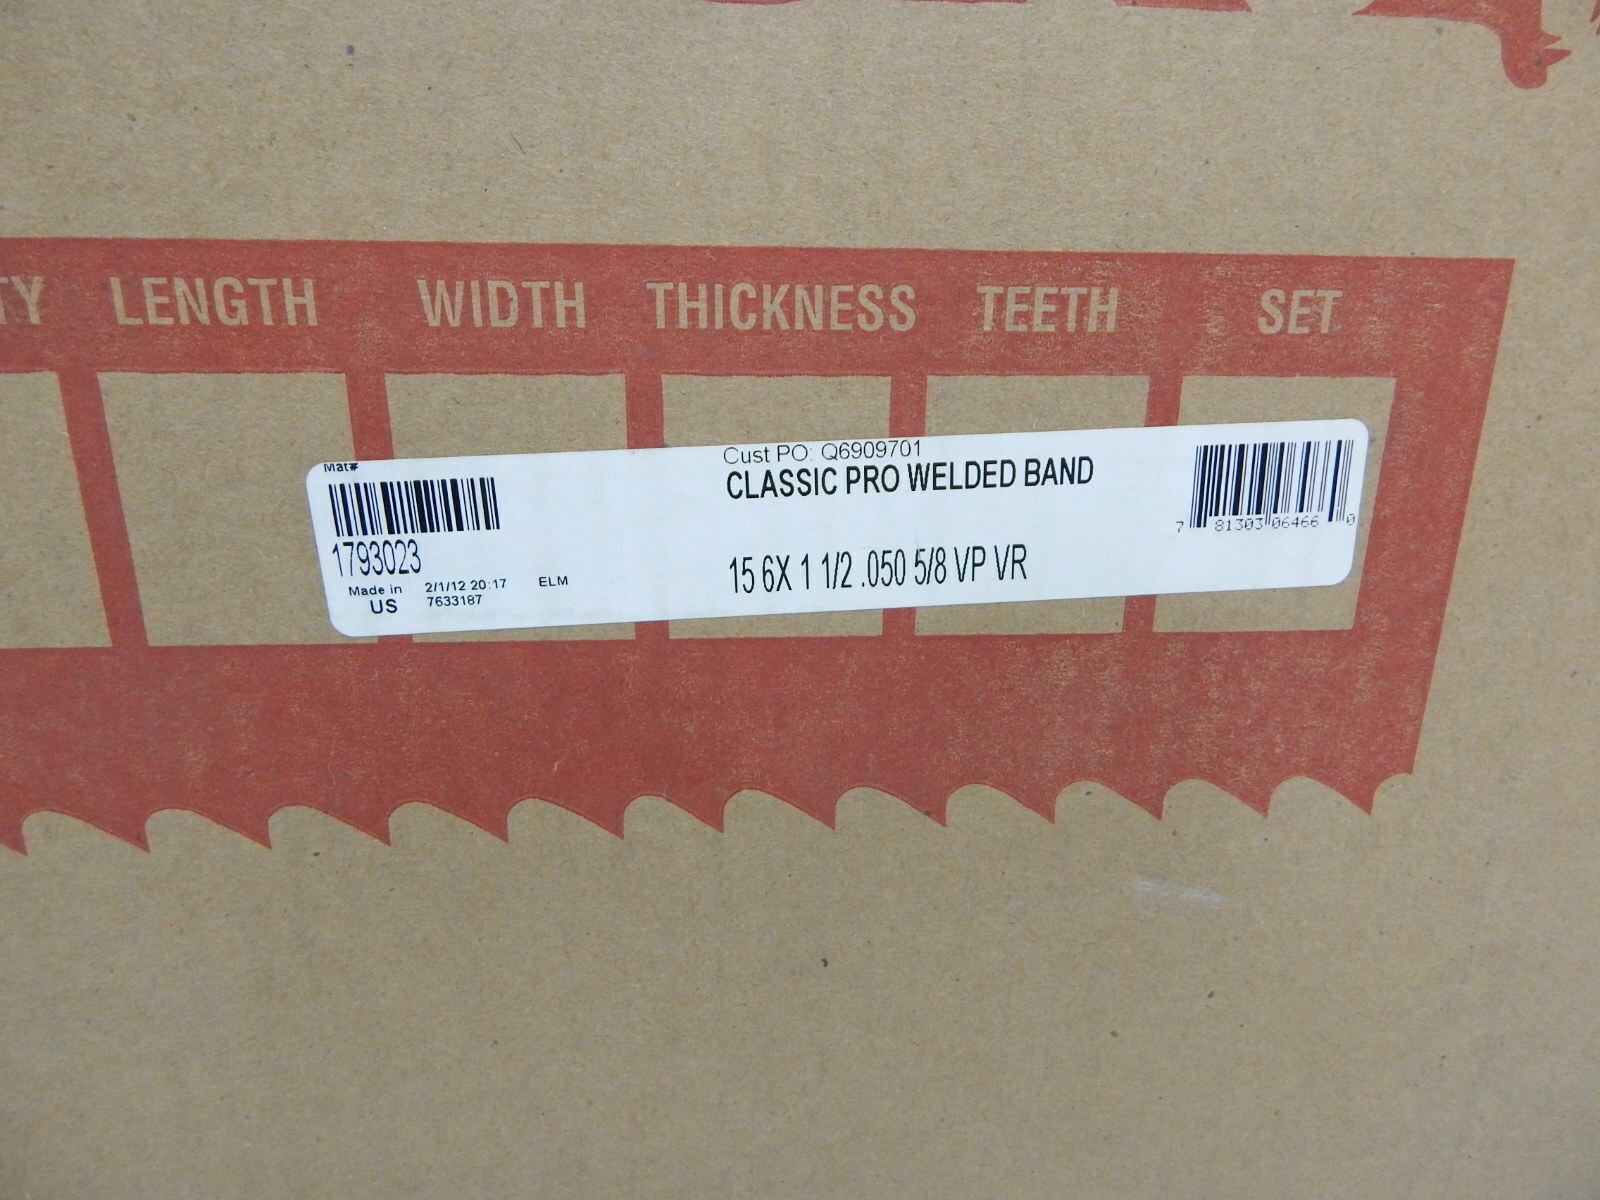 TY LENGTH WIDTH THICKNESS TEETH SET
Mat#
1793023
Made in
US
2/1/12 20:17
7633187
ELM
Cust PO: Q6909701
CLASSIC PRO WELDED BAND
15 6X 1 1/2 .050 5/8 VP VR
7 81303 06466 0